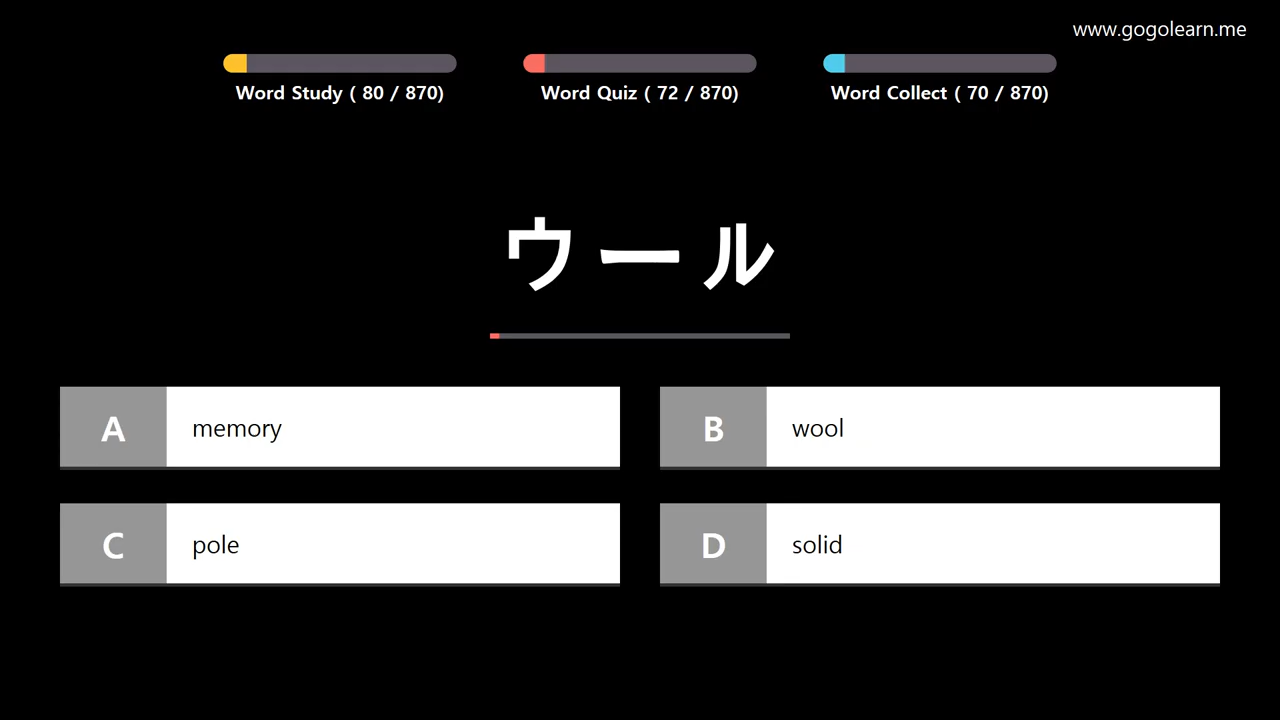 www.gogolearn.me
Word Study ( 80 / 870)
Word Quiz ( 72 / 870)
Word Collect ( 70 / 870)
ウール
A memory
B wool
C pole
D solid